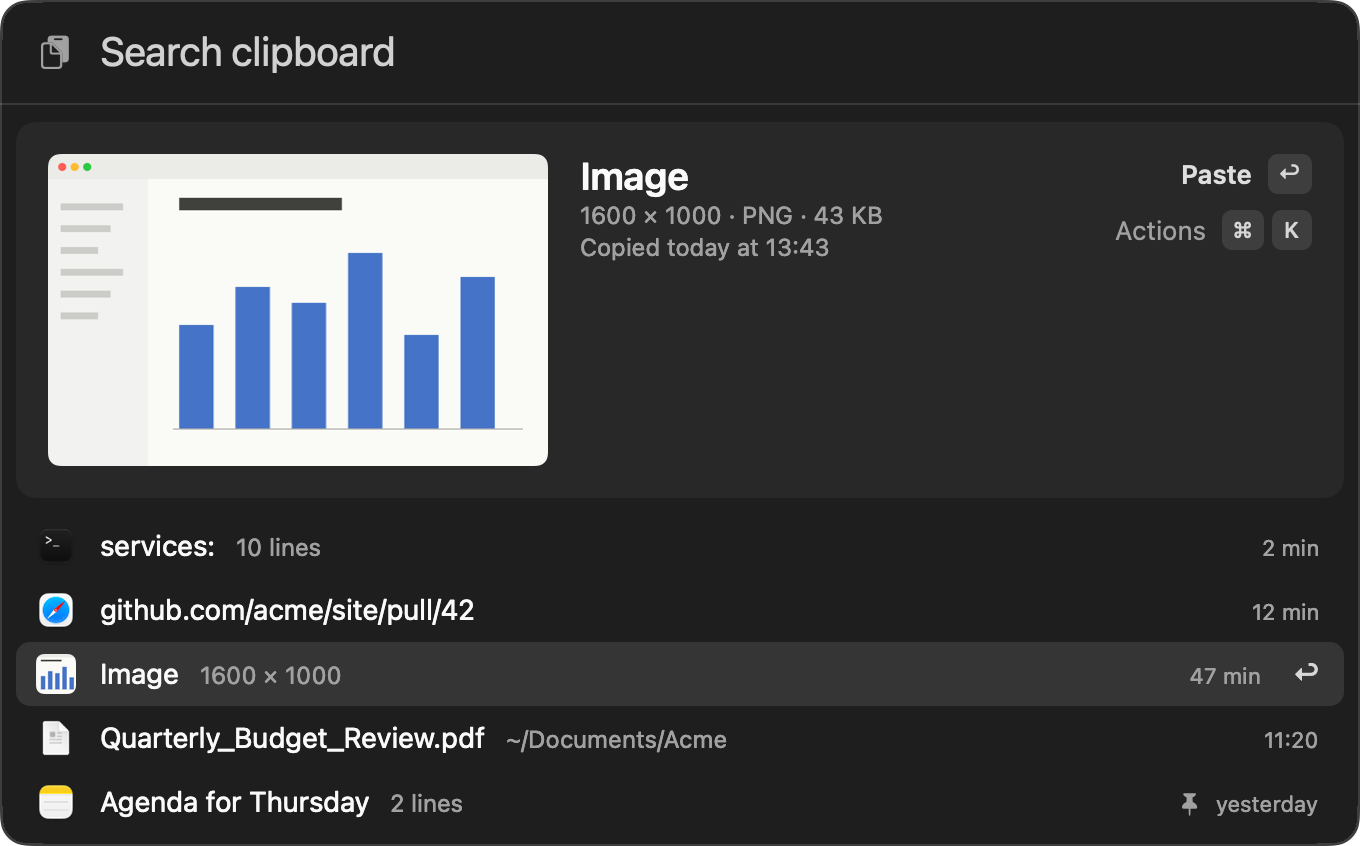 Search clipboard
Image
1600 × 1000 · PNG · 43 KB
Copied today at 13:43
Paste ↩
Actions ⌘ K
services: 10 lines 2 min
github.com/acme/site/pull/42 12 min
Image 1600 × 1000 47 min ↩
Quarterly_Budget_Review.pdf ~/Documents/Acme 11:20
Agenda for Thursday 2 lines yesterday